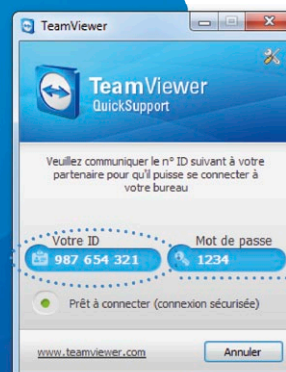 TeamViewer
TeamViewer
QuickSupport
Veuillez communiquer le n° ID suivant à votre
partenaire pour qu'il puisse se connecter à
votre bureau
Votre ID
Mot de passe
987 654 321
1234
Prêt à connecter (connexion sécurisée)
www.teamviewer.com
Annuler